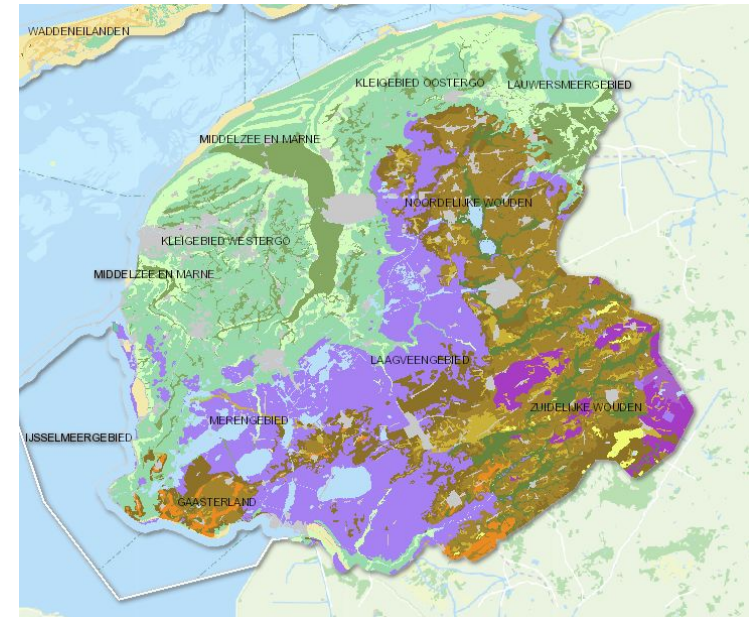 WADDENEILANDEN
KLEIGEBIED OOSTERGO
LAUWERSMEERGEBIED
MIDDELZEE EN MARNE
NOORDELIJKE WOUDEN
KLEIGEBIED WESTERGO
MIDDELZEE EN MARNE
LAAGVEENGEBIED
ZUIDELIJKE WOUDEN
MERENGEBIED
IJSSELMEERGEBIED
GAASTERLAND